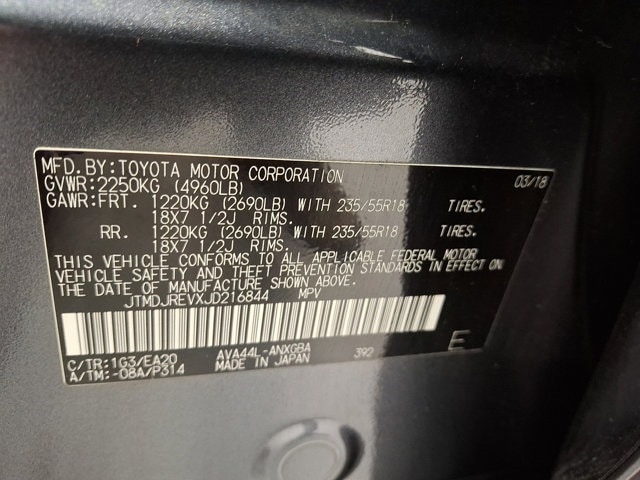 MFD.BY:TOYOTA MOTOR CORPORATION 03/18
GVWR:2250KG (4960LB)
GAWR:FRT. 1220KG (2690LB) WITH 235/55R18 TIRES.
18X7 1/2J RIMS.
RR. 1220KG (2690LB) WITH 235/55R18 TIRES.
18X7 1/2J RIMS.
THIS VEHICLE CONFORMS TO ALL APPLICABLE FEDERAL MOTOR
VEHICLE SAFETY AND THEFT PREVENTION STANDARDS IN EFFECT ON
THE DATE OF MANUFACTURE SHOWN ABOVE.
JTMDJREVXJD216844 MPV
C/TR:1G3/EA20 AVA44L-ANXGBA 392 E
A/TM:-08A/P314 MADE IN JAPAN